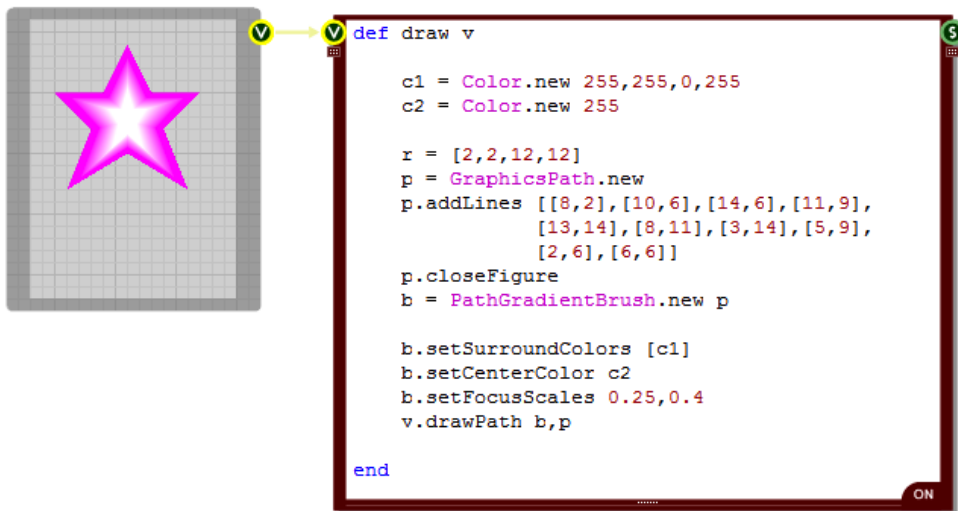 V
V
def draw v
S
c1 = Color.new 255,255,0,255
c2 = Color.new 255
r = [2,2,12,12]
p = GraphicsPath.new
p.addLines [[8,2],[10,6],[14,6],[11,9],
[13,14],[8,11],[3,14],[5,9],
[2,6],[6,6]]
p.closeFigure
b = PathGradientBrush.new p
b.setSurroundColors [c1]
b.setCenterColor c2
b.setFocusScales 0.25,0.4
v.drawPath b,p
end
ON